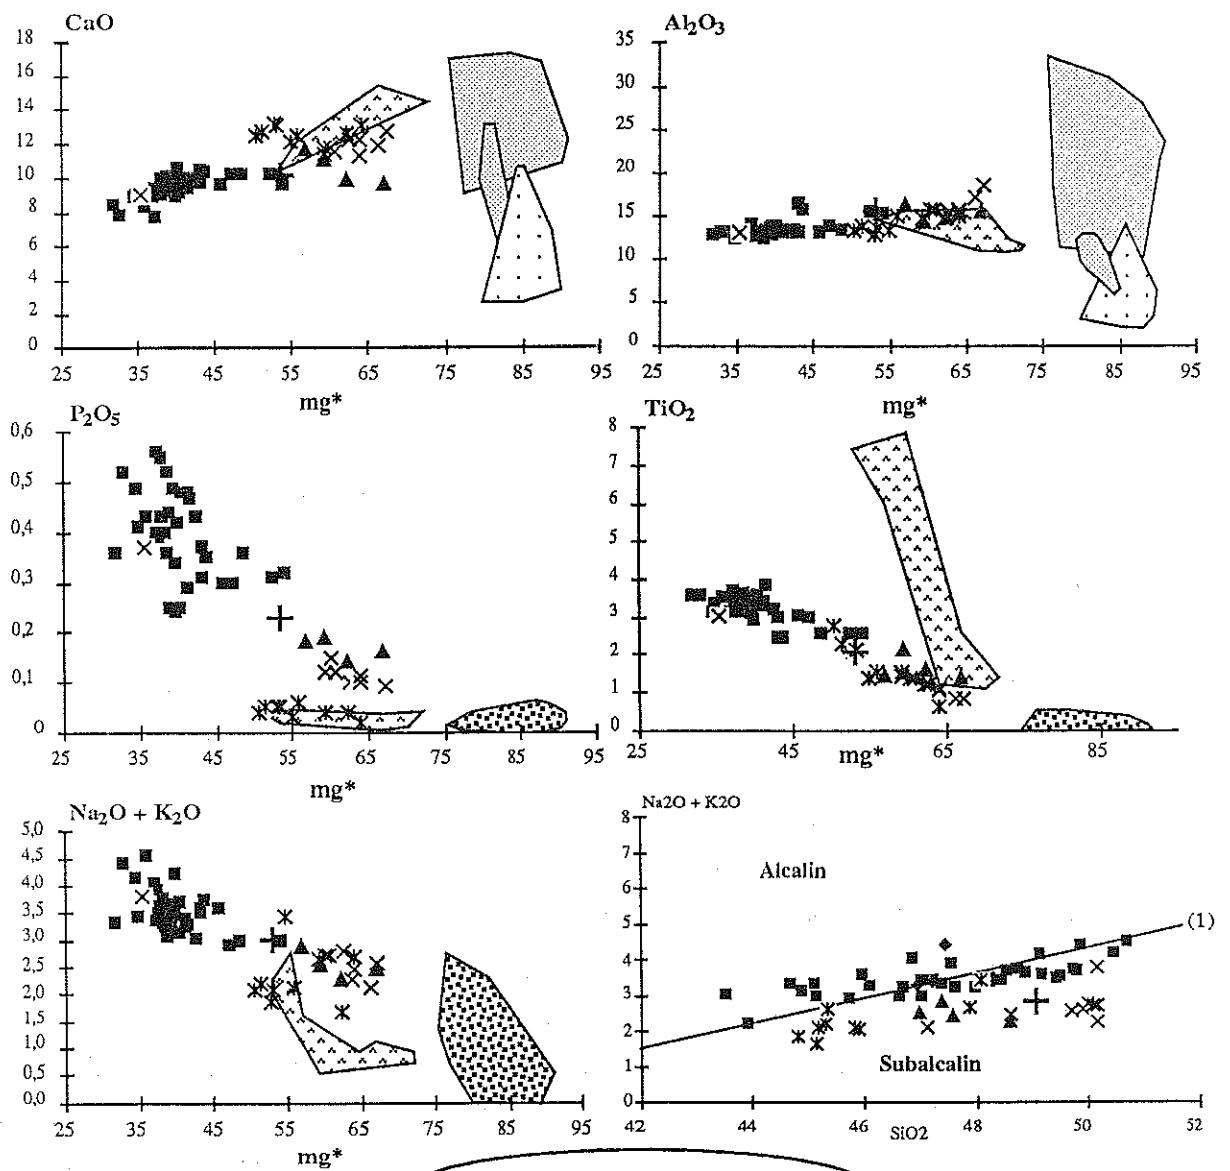 CaO
18
16
14
12
10
8
6
4
2
0
25 35 45 55 65 75 85 95
mg*
Al₂O₃
35
30
25
20
15
10
5
0
25 35 45 55 65 75 85 95
mg*
P₂O₅
0,6
0,5
0,4
0,3
0,2
0,1
0
25 35 45 55 65 75 85 95
mg*
TiO₂
8
7
6
5
4
3
2
1
0
25 45 65 85
mg*
Na₂O + K₂O
5,0
4,5
4,0
3,5
3,0
2,5
2,0
1,5
1,0
0,5
0,0
25 35 45 55 65 75 85 95
mg*
Na2O + K2O
8
7
6
5
4
3
2
1
0
Alcalin
(1)
Subalcalin
42 44 46 48 50 52
SiO2